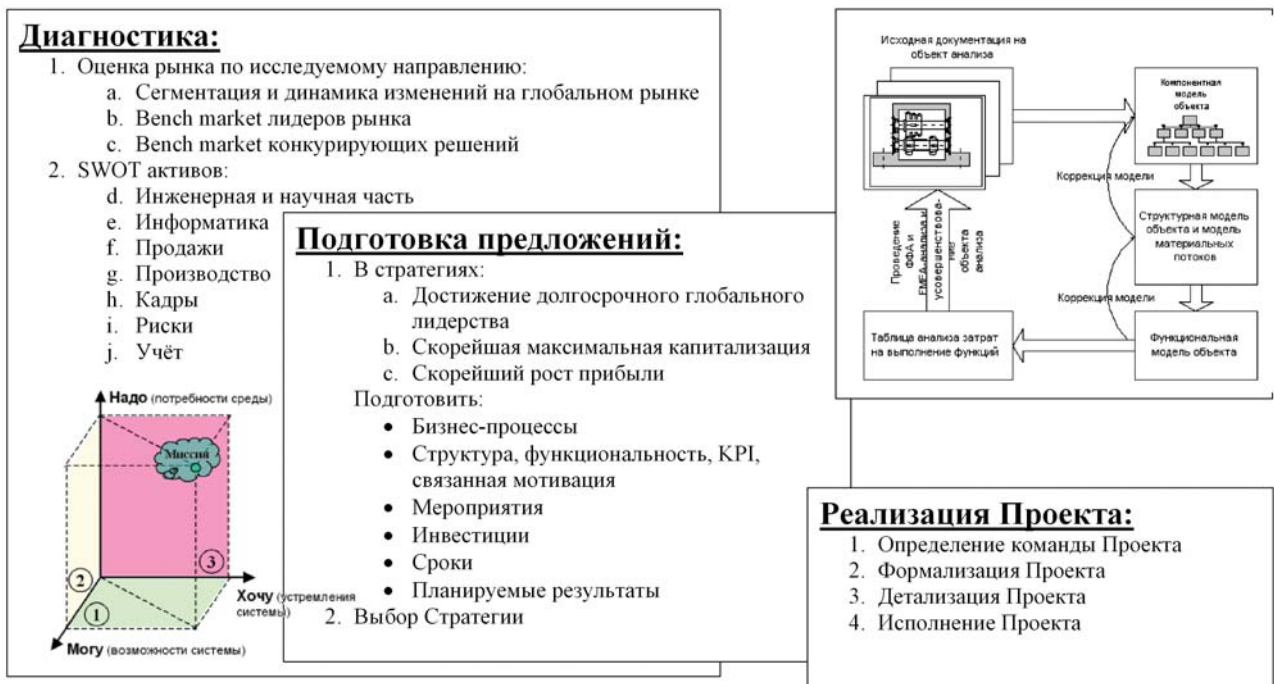 Диагностика:
1. Оценка рынка по исследуемому направлению:
a. Сегментация и динамика изменений на глобальном рынке
b. Bench market лидеров рынка
c. Bench market конкурирующих решений
2. SWOT активов:
d. Инженерная и научная часть
e. Информатика
f. Продажи
g. Производство
h. Кадры
i. Риски
j. Учёт
Надо (потребности среды)
Миссия
3
2
1
Хочу (устремления
системы)
Могу (возможности системы)
Подготовка предложений:
1. В стратегиях:
a. Достижение долгосрочного глобального
лидерства
b. Скорейшая максимальная капитализация
c. Скорейший рост прибыли
Подготовить:
• Бизнес-процессы
• Структура, функциональность, KPI,
связанная мотивация
• Мероприятия
• Инвестиции
• Сроки
• Планируемые результаты
2. Выбор Стратегии
Исходная документация на
объект анализа
Компонентная
модель
объекта
Коррекция модели
Структурная модель
объекта и модель
материальных
потоков
Коррекция модели
Функциональная
модель объекта
Таблица анализа затрат
на выполнение функций
Проведение
ФФА и
FMEA-анализа и
усовершенствова-
ние
объекта
анализа
Реализация Проекта:
1. Определение команды Проекта
2. Формализация Проекта
3. Детализация Проекта
4. Исполнение Проекта